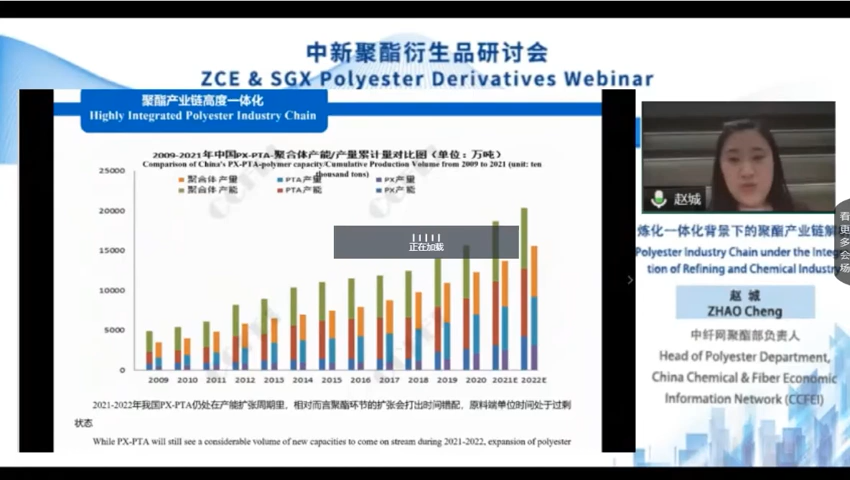 中新聚酯衍生品研讨会
ZCE & SGX Polyester Derivatives Webinar
聚酯产业链高度一体化
Highly Integrated Polyester Industry Chain
2009-2021年中国PX-PTA-聚合体产能/产量累计量对比图（单位：万吨）
Comparison of China's PX-PTA-polymer capacity/Cumulative Production Volume from 2009 to 2021 (unit: ten
thousand tons)
聚合体产量 PTA产量 PX产量
聚合体产能 PTA产能 PX产能
25000
20000
15000
10000
5000
0
2009 2010 2011 2012 2013 2014 2015 2016 2017 2018 2019 2020 2021E 2022E
正在加载
2021-2022年我国PX-PTA仍处在产能扩张周期里，相对而言聚酯环节的扩张会打出时间错配，原料端单位时间处于过剩
状态
While PX-PTA will still see a considerable volume of new capacities to come on stream during 2021-2022, expansion of polyester
赵城
看更多会场
炼化一体化背景下的聚酯产业链解
Polyester Industry Chain under the Integ
tion of Refining and Chemical Industry
赵 城
ZHAO Cheng
中纤网聚酯部负责人
Head of Polyester Department,
China Chemical & Fiber Economic
Information Network (CCFEI)